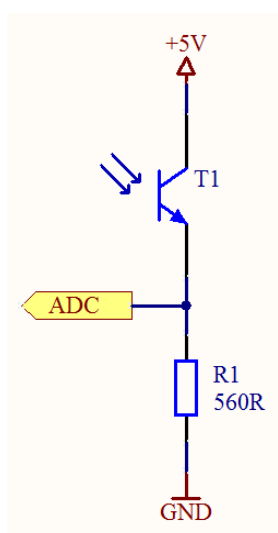 +5V
T1
ADC
R1
560R
GND